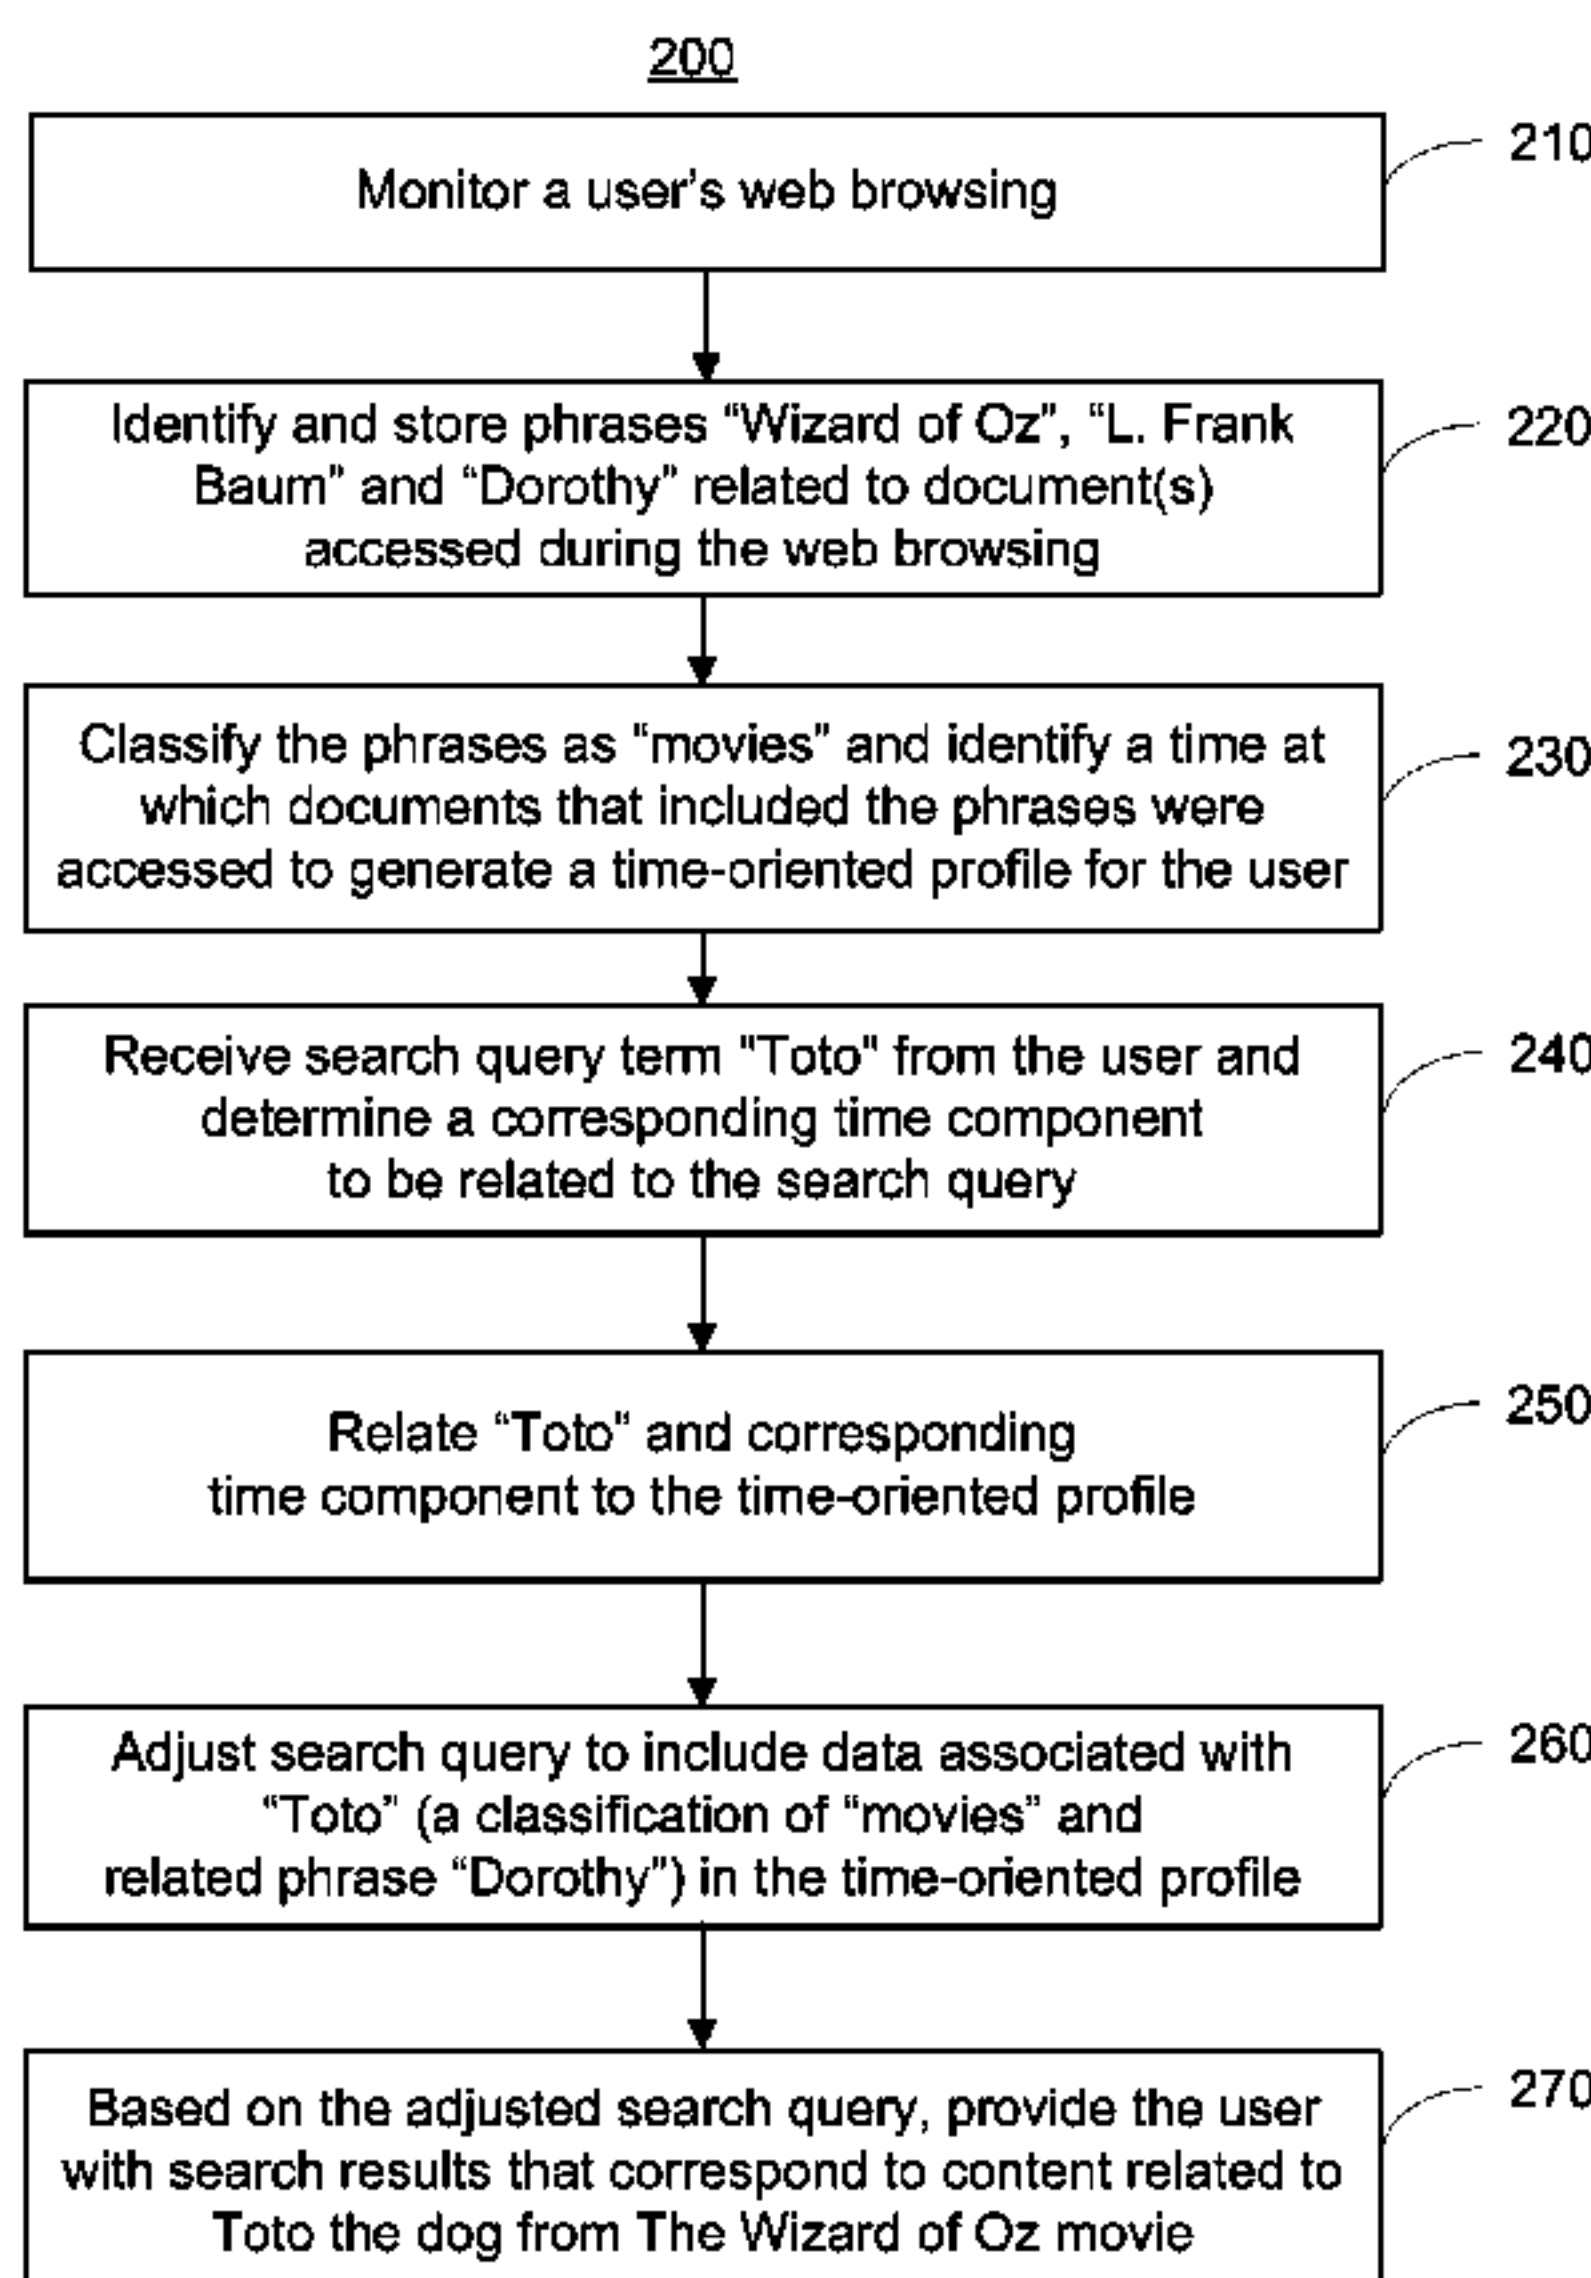 200
Monitor a user's web browsing
210
Identify and store phrases “Wizard of Oz”, “L. Frank
Baum” and “Dorothy” related to document(s)
accessed during the web browsing
220
Classify the phrases as “movies” and identify a time at
which documents that included the phrases were
accessed to generate a time-oriented profile for the user
230
Receive search query term "Toto" from the user and
determine a corresponding time component
to be related to the search query
240
Relate “Toto” and corresponding
time component to the time-oriented profile
250
Adjust search query to include data associated with
“Toto” (a classification of “movies” and
related phrase “Dorothy”) in the time-oriented profile
260
Based on the adjusted search query, provide the user
with search results that correspond to content related to
Toto the dog from The Wizard of Oz movie
270